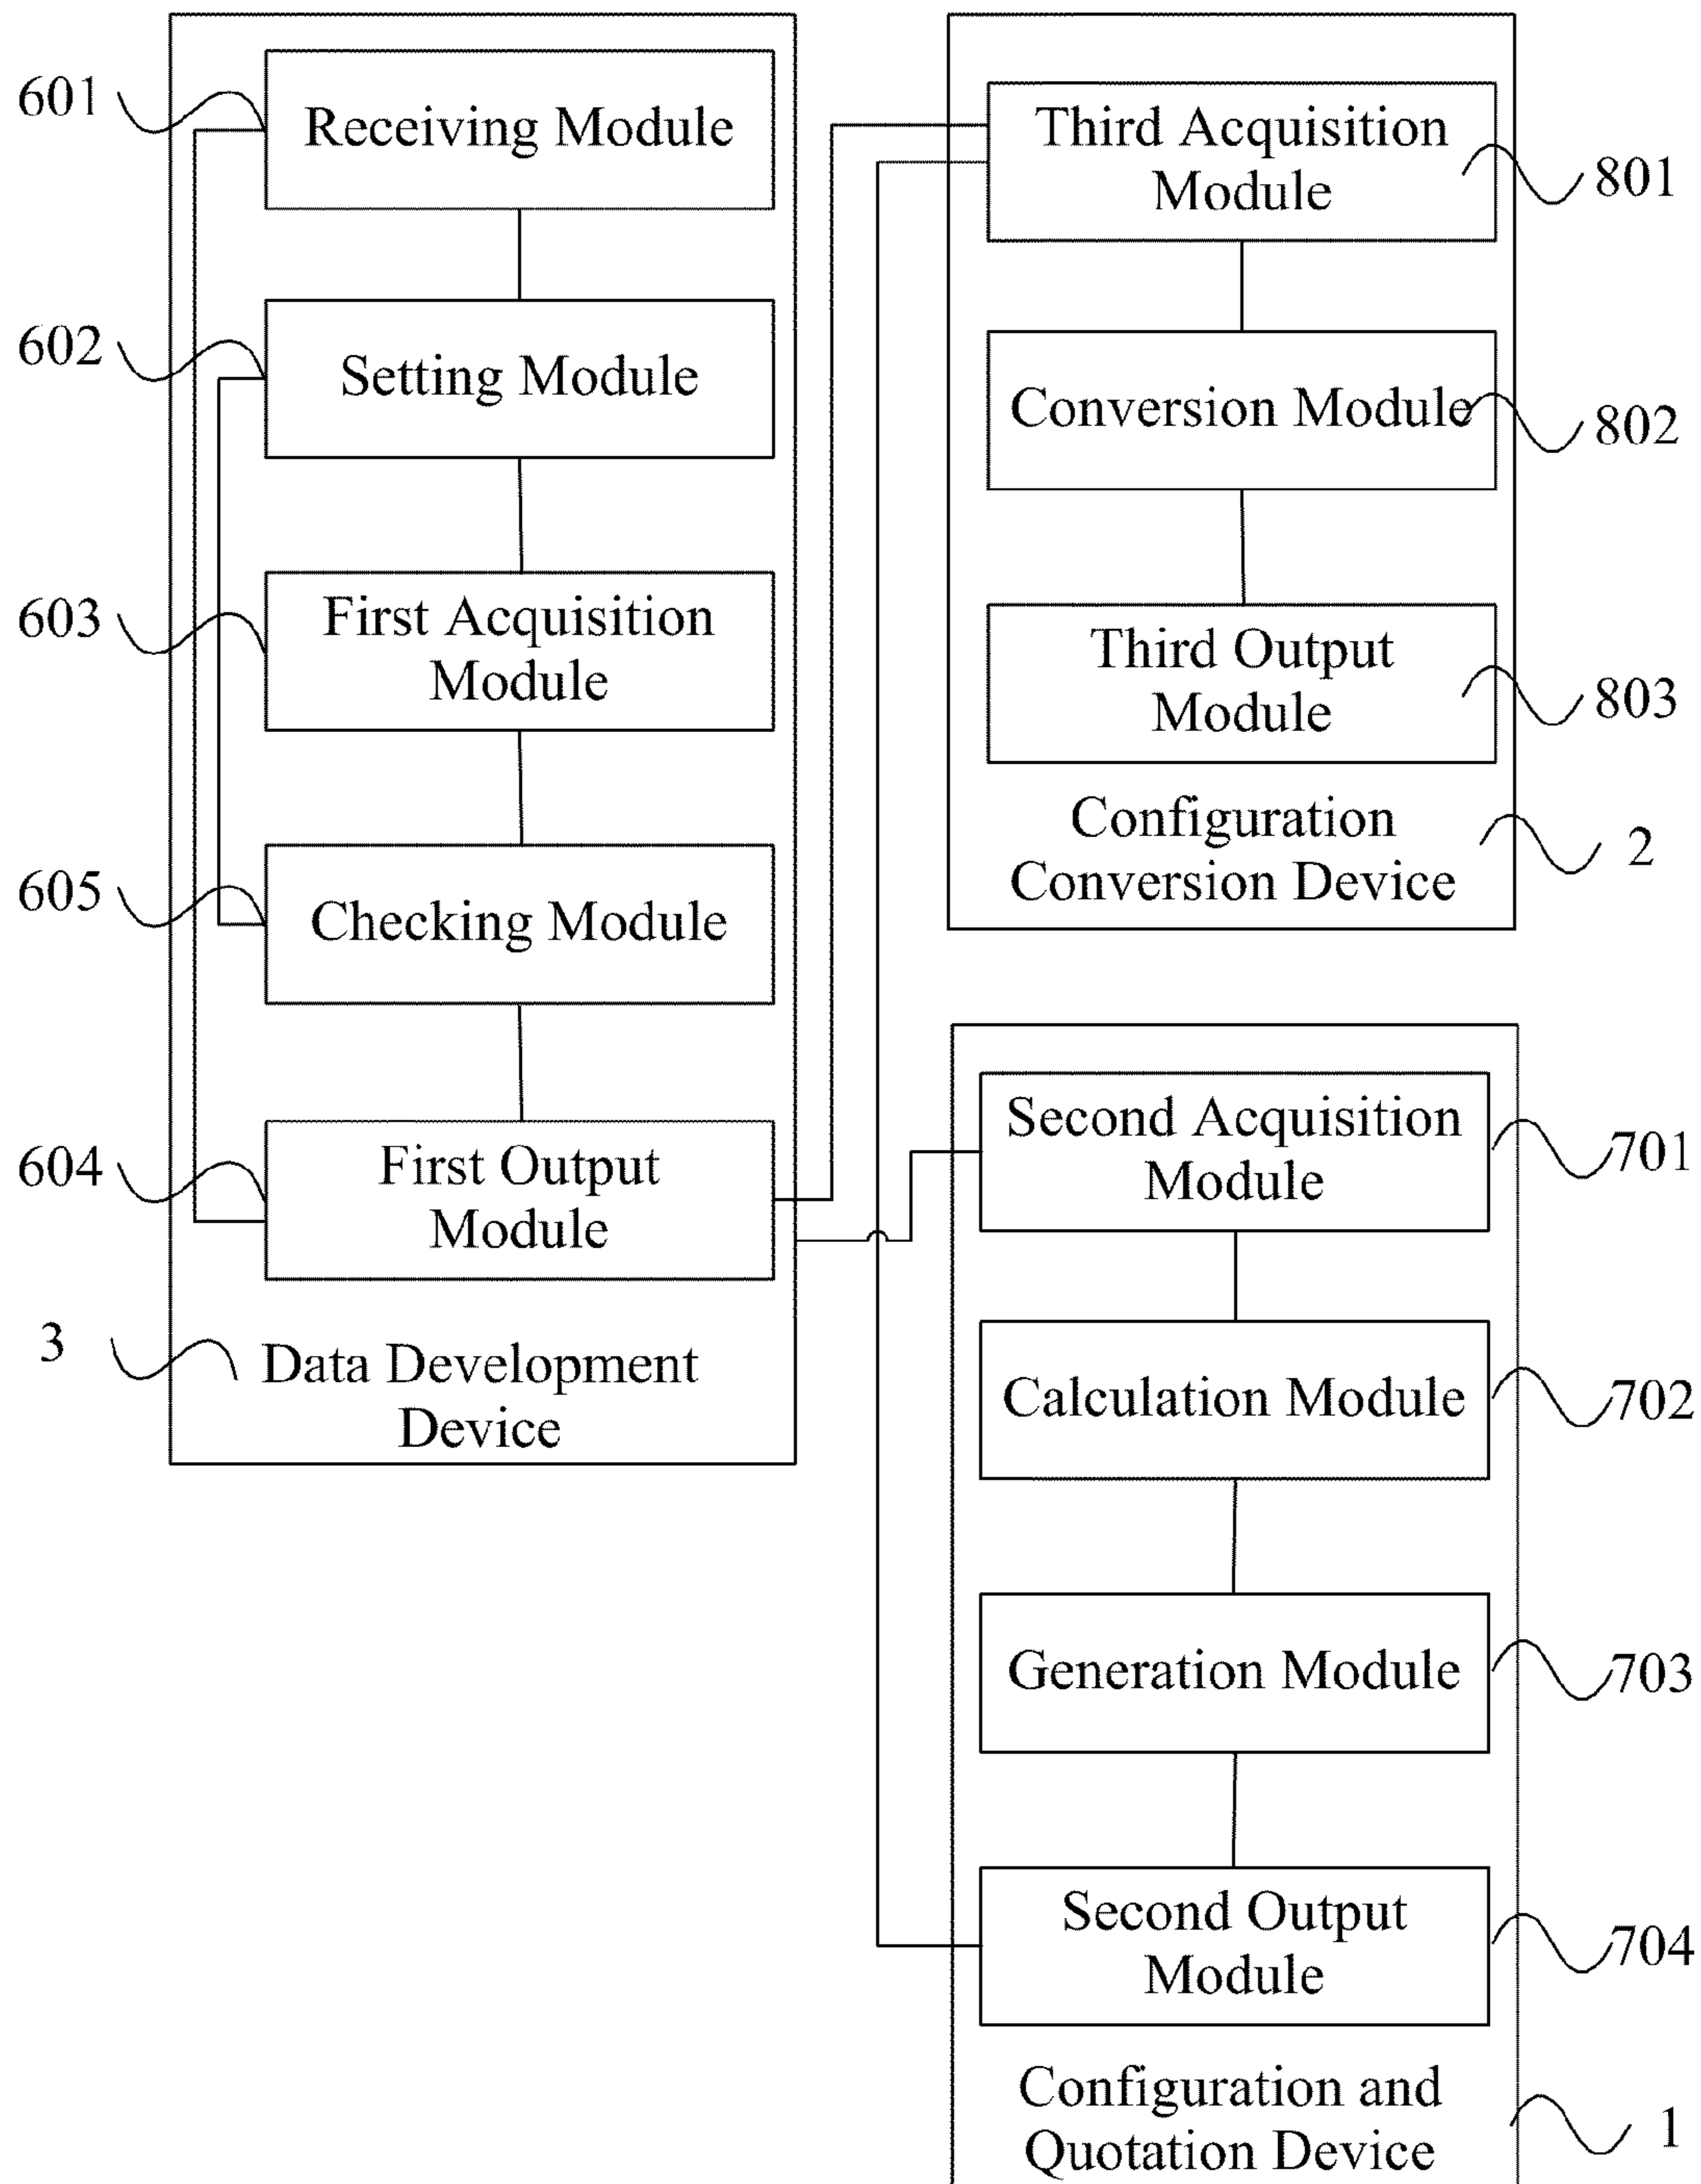 601
Receiving Module
602
Setting Module
603
First Acquisition
Module
605
Checking Module
604
First Output
Module
3
Data Development
Device
Third Acquisition
Module
801
Conversion Module
802
Third Output
Module
803
Configuration
Conversion Device
2
Second Acquisition
Module
701
Calculation Module
702
Generation Module
703
Second Output
Module
704
Configuration and
Quotation Device
1